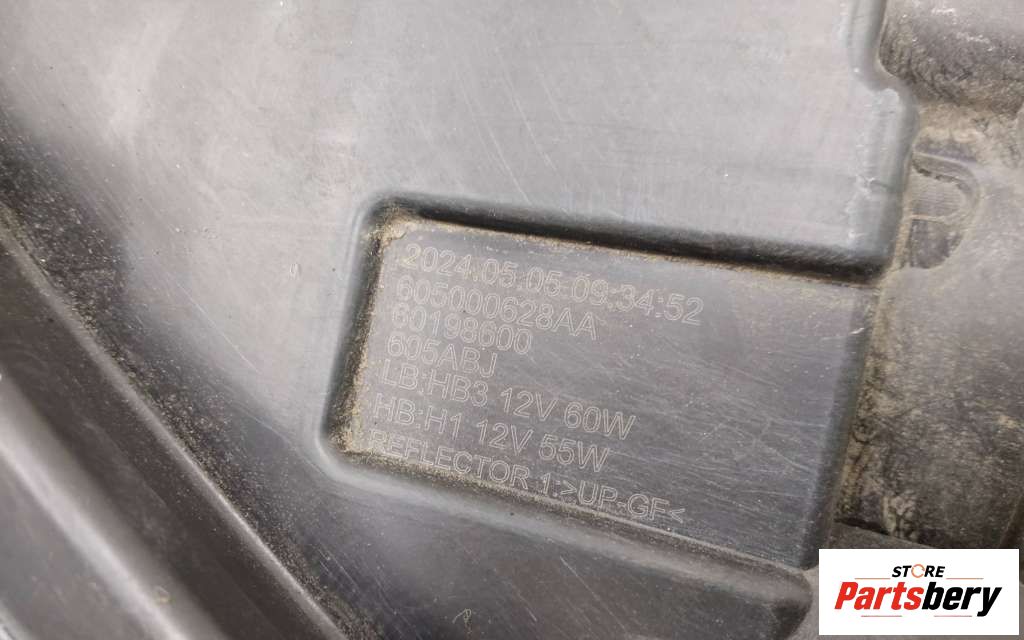 2024.05.05 09:34:52
605000628AA
60198600
605ABJ
LB:HB3 12V 60W
HB:H1 12V 55W
REFLECTOR 1:>UP-GF<
STORE
Partsbery